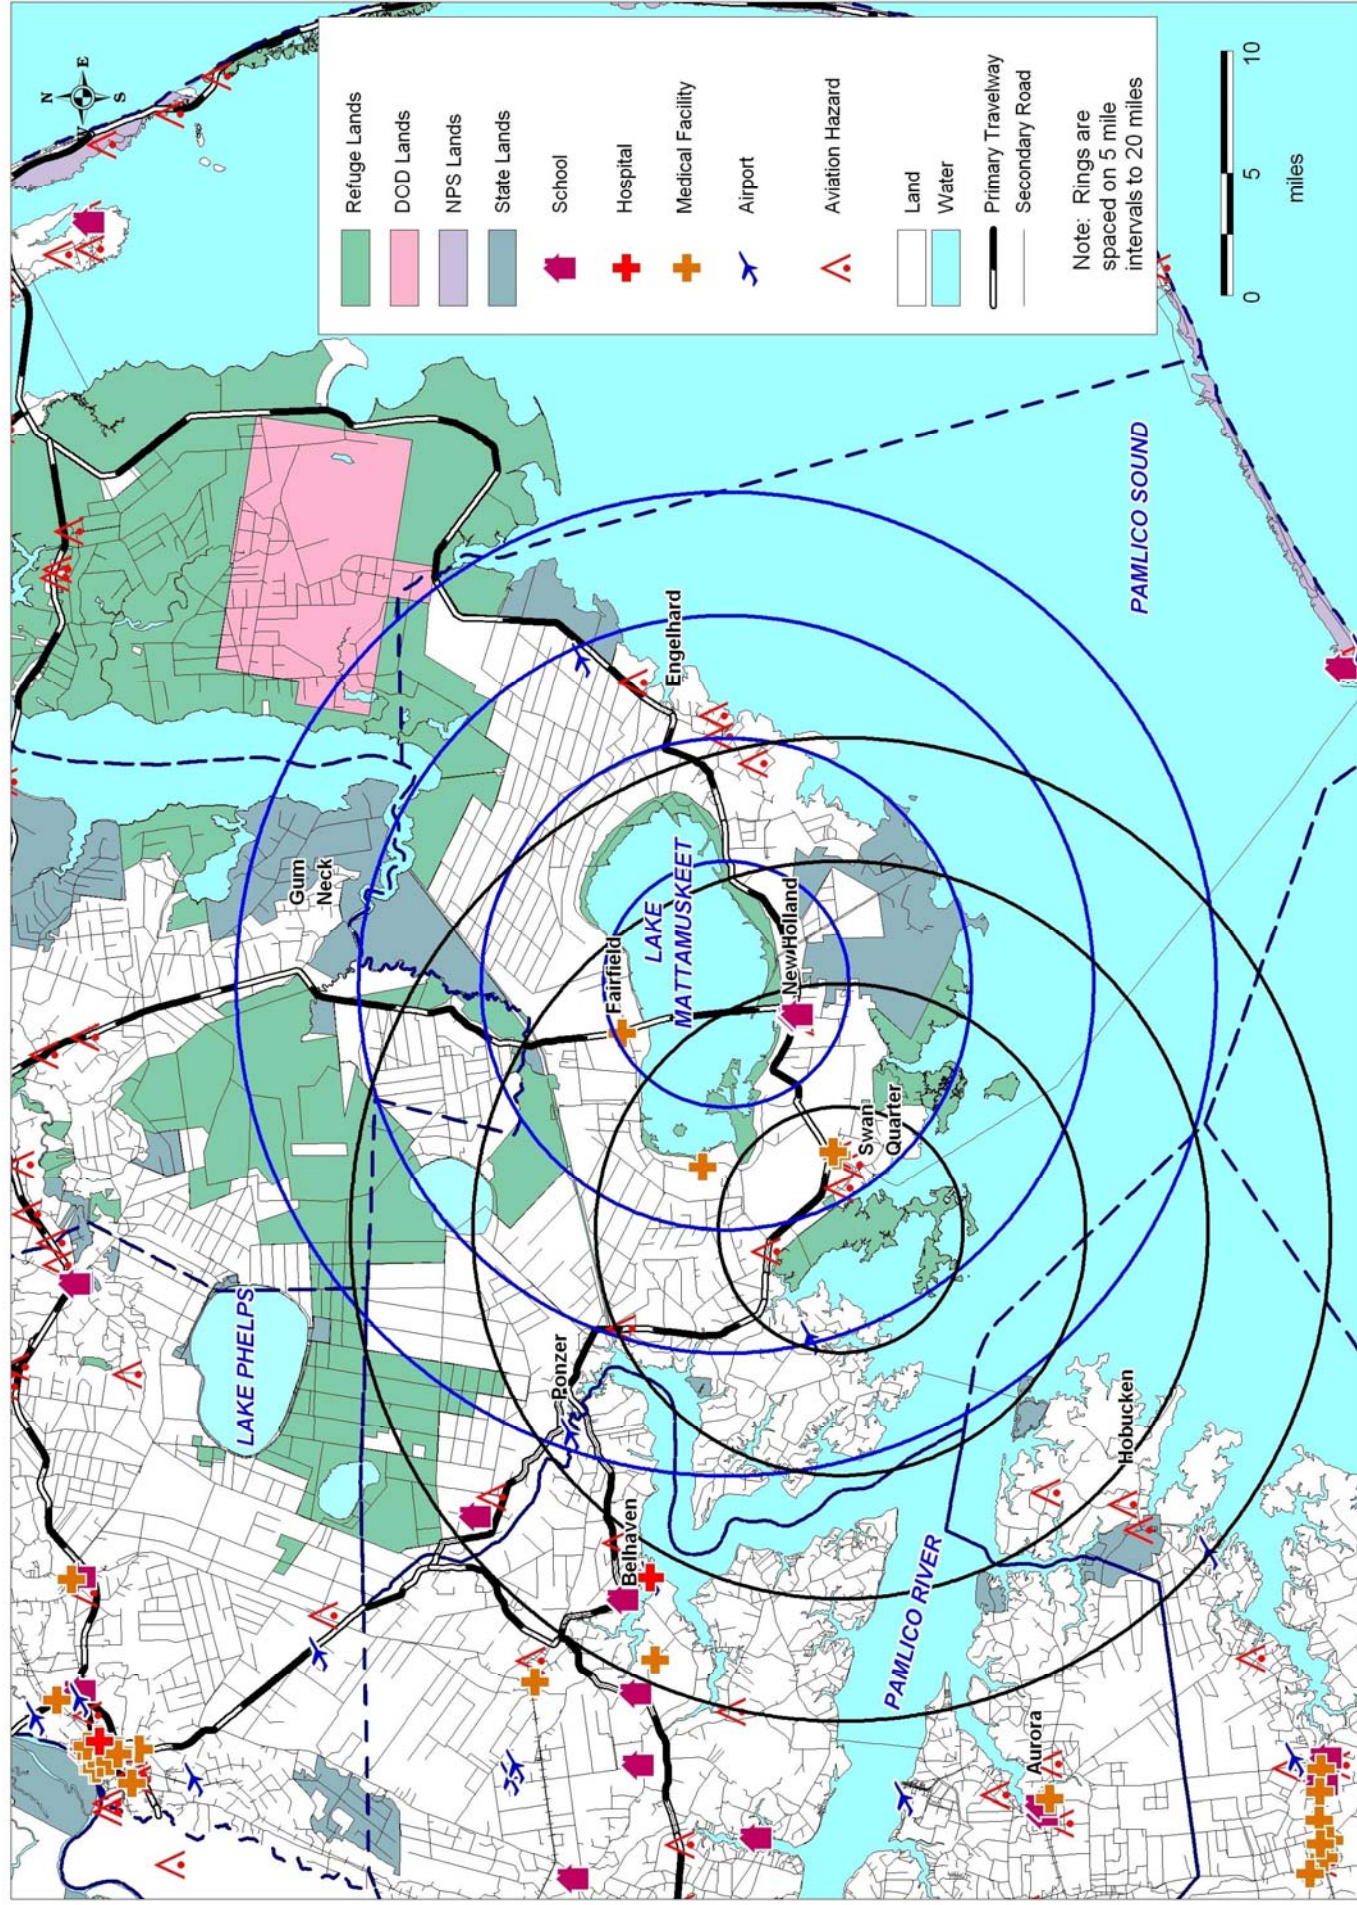 N
W
E
S
Refuge Lands
DOD Lands
NPS Lands
State Lands
School
Hospital
Medical Facility
Airport
Aviation Hazard
Land
Water
Primary Travelway
Secondary Road
Note: Rings are
spaced on 5 mile
intervals to 20 miles
0
5
10
miles
Gum
Neck
LAKE PHELPS
Engelhard
Fairfield
LAKE
MATTAMUSKEET
New Holland
Swan
Quarter
Ponzer
Belhaven
PAMLICO SOUND
PAMLICO RIVER
Hobucken
Aurora